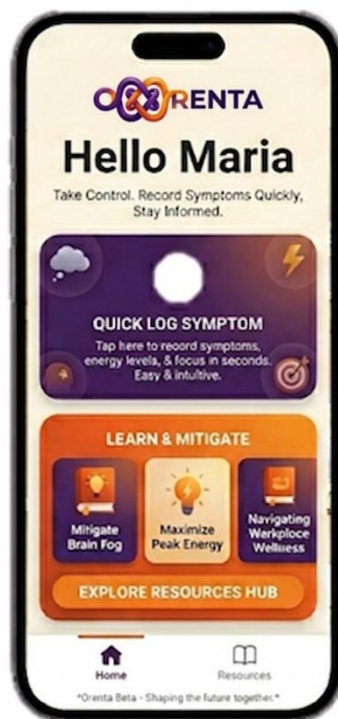 ORENTA
Hello Maria
Take Control. Record Symptoms Quickly,
Stay Informed.
QUICK LOG SYMPTOM
Tap here to reoord symptoms,
energy levels, & focus in seconds.
Easy & intuitive.
LEARN & MITIGATE
Mitigate
Brain Fog
Maximize
Peak Energy
Navigating
Werkploce
Wellness
EXPLORE RESOURCES HUB
Home
Resources
*Orenta Beta - Shaping the future together.*